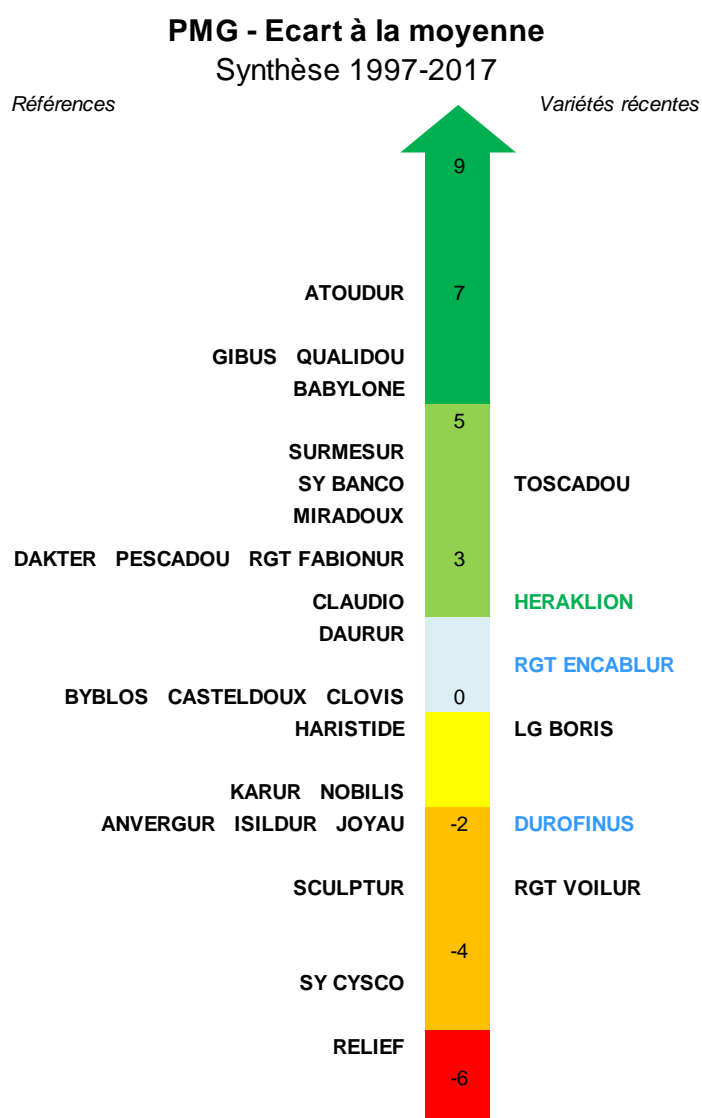 PMG - Ecart à la moyenne
Synthèse 1997-2017
Références Variétés récentes
9
ATOUDUR 7
GIBUS QUALIDOU
BABYLONE
5
SURMESUR
SY BANCO TOSCADOU
MIRADOUX
DAKTER PESCADOU RGT FABIONUR 3
CLAUDIO HERAKLION
DAURUR
RGT ENCABLUR
BYBLOS CASTELDOUX CLOVIS 0
HARISTIDE LG BORIS
KARUR NOBILIS
ANVERGUR ISILDUR JOYAU -2 DUROFINUS
SCULPTUR RGT VOILUR
-4
SY CYSCO
RELIEF
-6